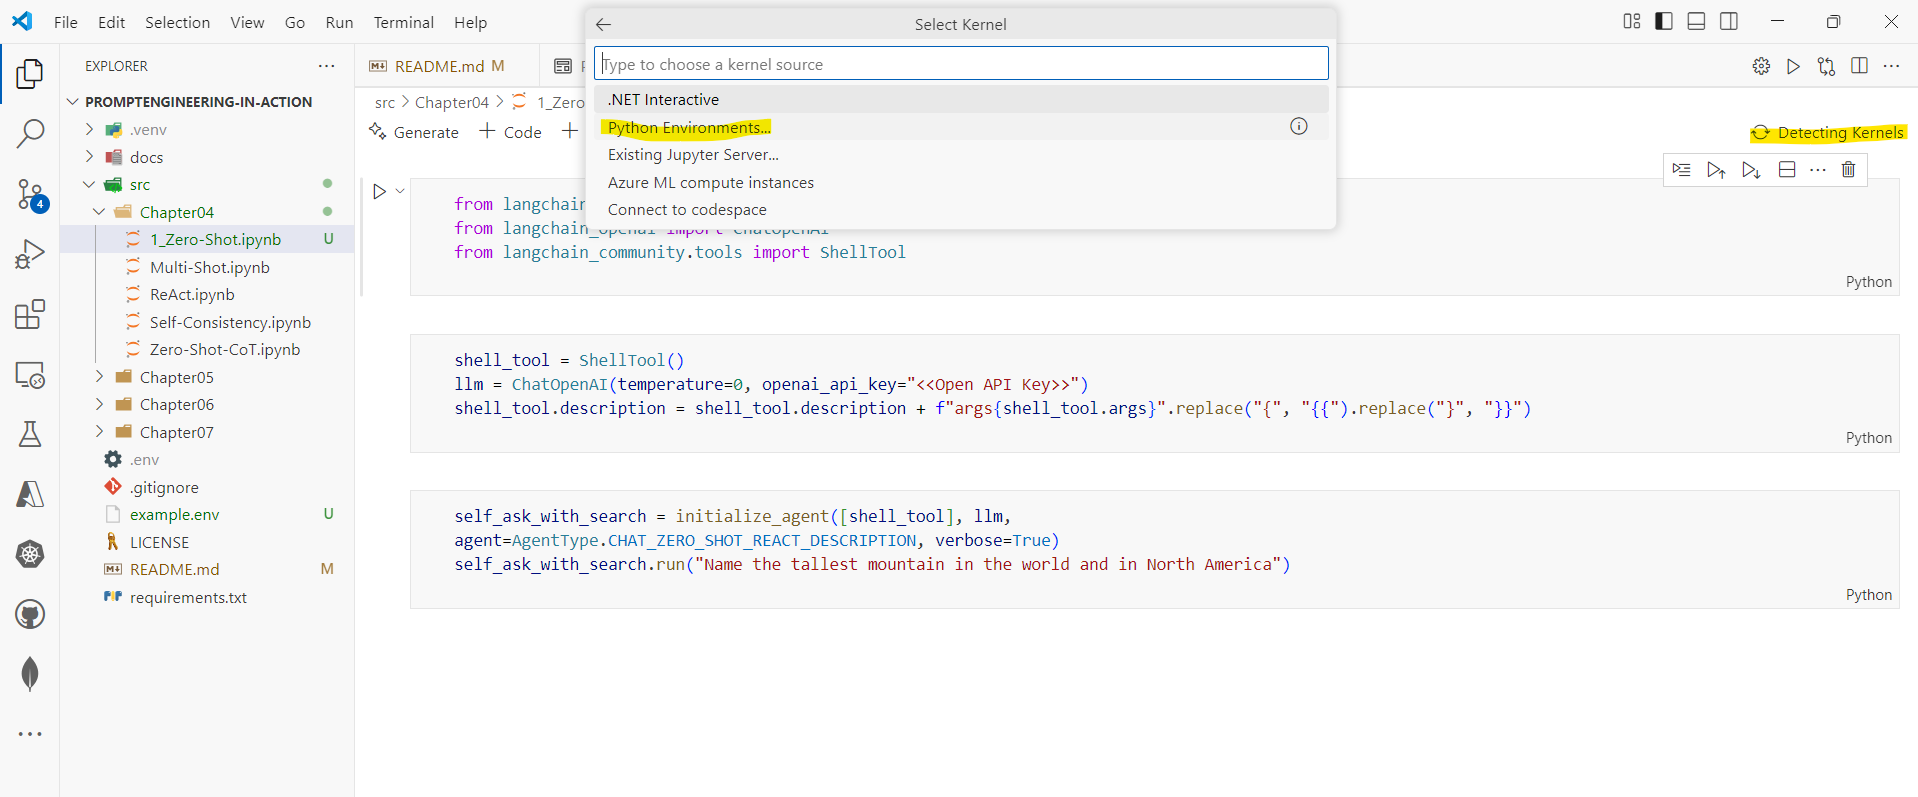 File Edit Selection View Go Run Terminal Help
Select Kernel
Type to choose a kernel source
.NET Interactive
Python Environments...
Existing Jupyter Server...
Azure ML compute instances
Connect to codespace
EXPLORER
PROMPTENGINEERING-IN-ACTION
.venv
docs
src
Chapter04
1_Zero-Shot.ipynb U
Multi-Shot.ipynb
ReAct.ipynb
Self-Consistency.ipynb
Zero-Shot-CoT.ipynb
Chapter05
Chapter06
Chapter07
.env
.gitignore
example.env U
LICENSE
README.md M
requirements.txt
4
README.md M
src > Chapter04 > 1_Zero
Generate + Code +
Detecting Kernels
from langchain
from langchain_openai import ChatOpenAI
from langchain_community.tools import ShellTool
Python
shell_tool = ShellTool()
llm = ChatOpenAI(temperature=0, openai_api_key="<<Open API Key>>")
shell_tool.description = shell_tool.description + f"args{shell_tool.args}".replace("{", "{{").replace("}", "}}")
Python
self_ask_with_search = initialize_agent([shell_tool], llm,
agent=AgentType.CHAT_ZERO_SHOT_REACT_DESCRIPTION, verbose=True)
self_ask_with_search.run("Name the tallest mountain in the world and in North America")
Python